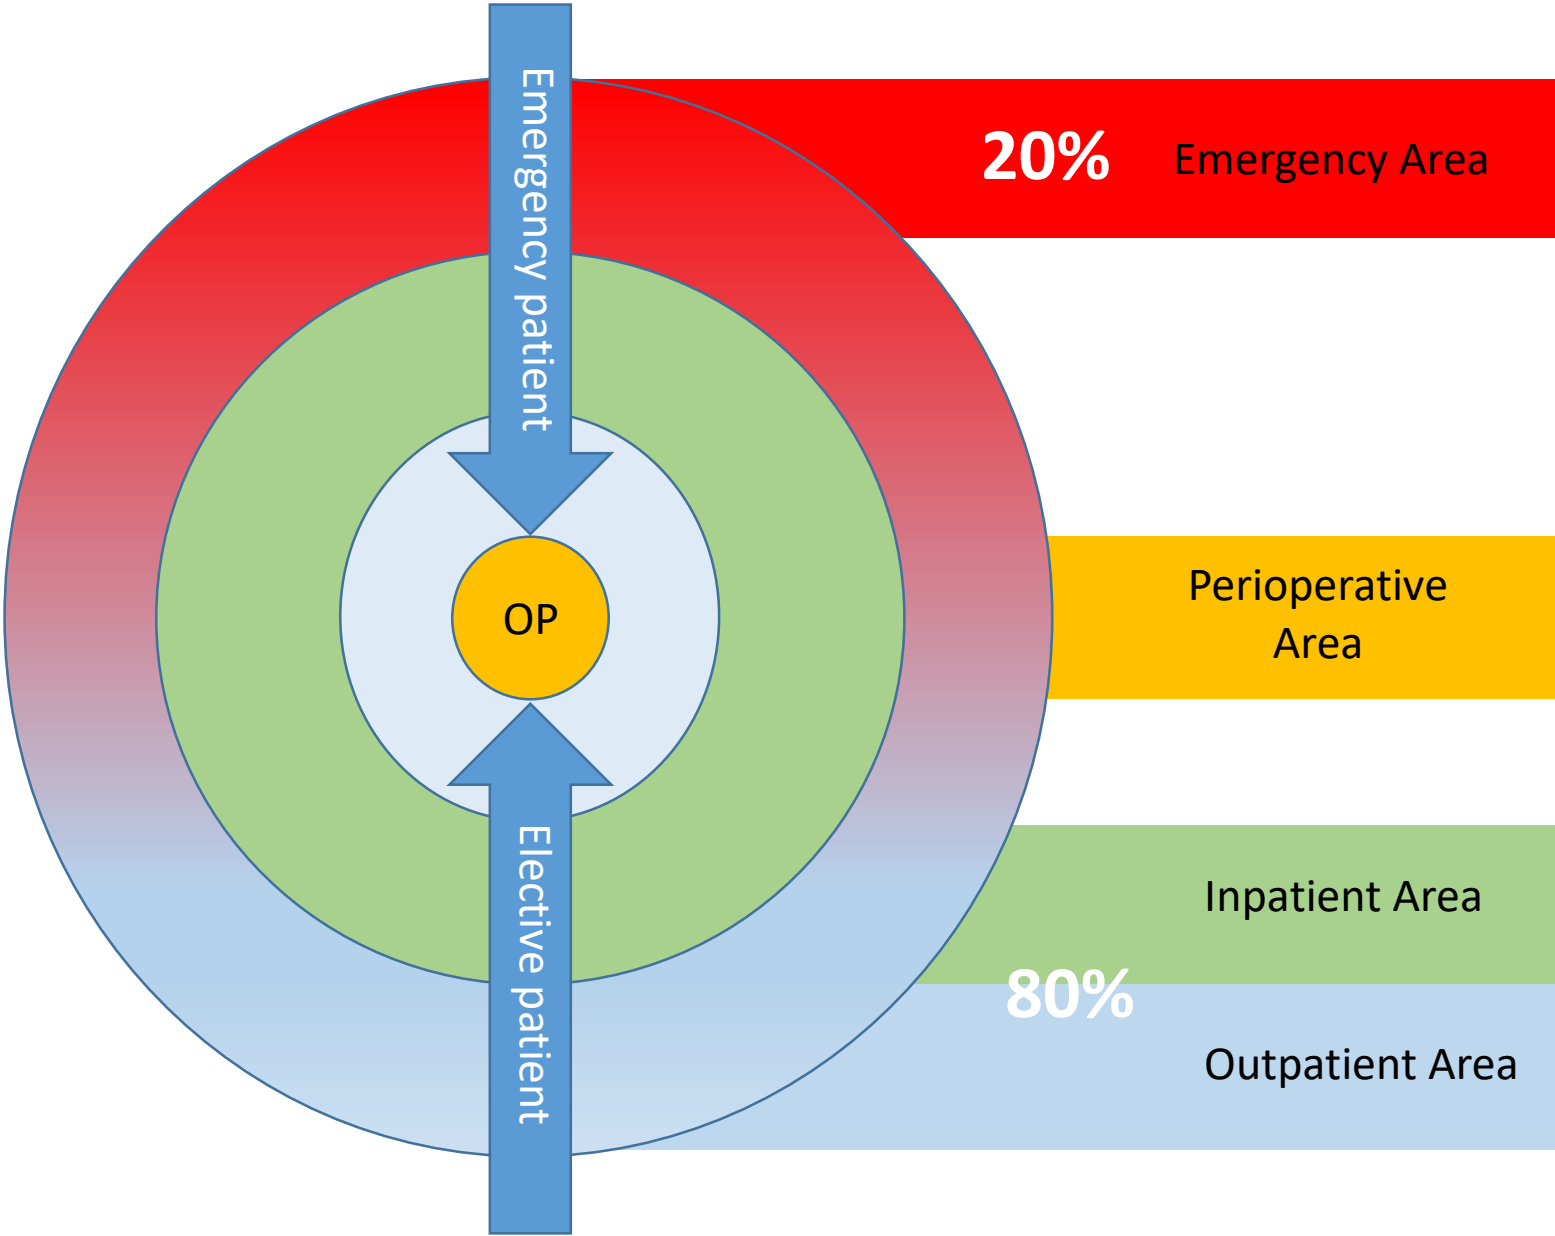 Emergency patient
20%
Emergency Area
OP
Perioperative
Area
Elective patient
Inpatient Area
80%
Outpatient Area